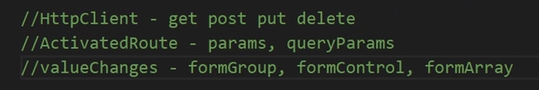 //HttpClient - get post put delete
//ActivatedRoute - params, queryParams
//valueChanges - formGroup, formControl, formArray